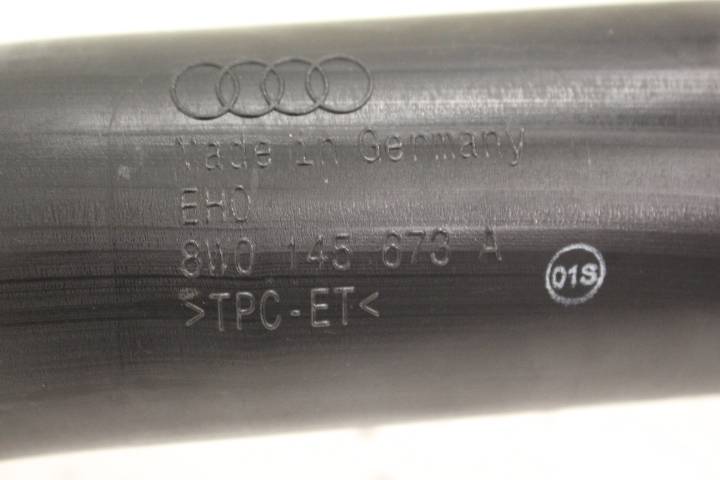 Made in Germany
EHO
8W0 145 673 A
>TPC-ET<
01S